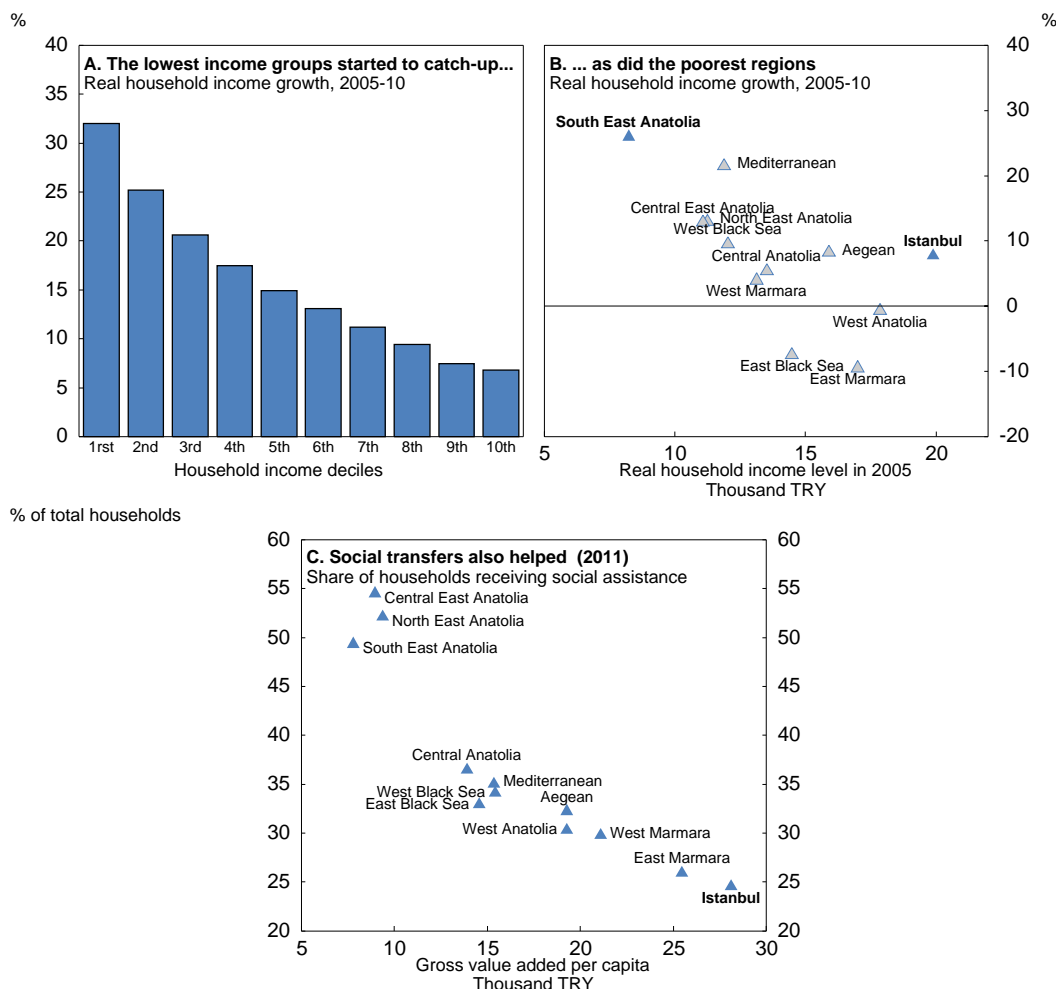 %
%
A. The lowest income groups started to catch-up...
Real household income growth, 2005-10
40
35
30
25
20
15
10
5
0
1rst 2nd 3rd 4th 5th 6th 7th 8th 9th 10th
Household income deciles
B. ... as did the poorest regions
Real household income growth, 2005-10
40
30
20
10
0
-10
-20
South East Anatolia
Mediterranean
Central East Anatolia
North East Anatolia
West Black Sea
Central Anatolia
Aegean
Istanbul
West Marmara
West Anatolia
East Black Sea
East Marmara
5 10 15 20
Real household income level in 2005
Thousand TRY
% of total households
C. Social transfers also helped (2011)
Share of households receiving social assistance
60
55
50
45
40
35
30
25
20
60
55
50
45
40
35
30
25
20
Central East Anatolia
North East Anatolia
South East Anatolia
Central Anatolia
Mediterranean
West Black Sea
Aegean
East Black Sea
West Anatolia
West Marmara
East Marmara
Istanbul
5 10 15 20 25 30
Gross value added per capita
Thousand TRY